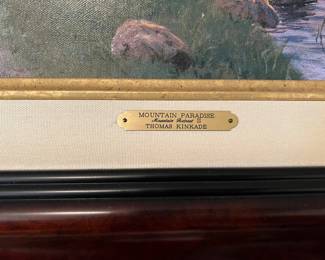 MOUNTAIN PARADISE
Mountain Retreat II
THOMAS KINKADE